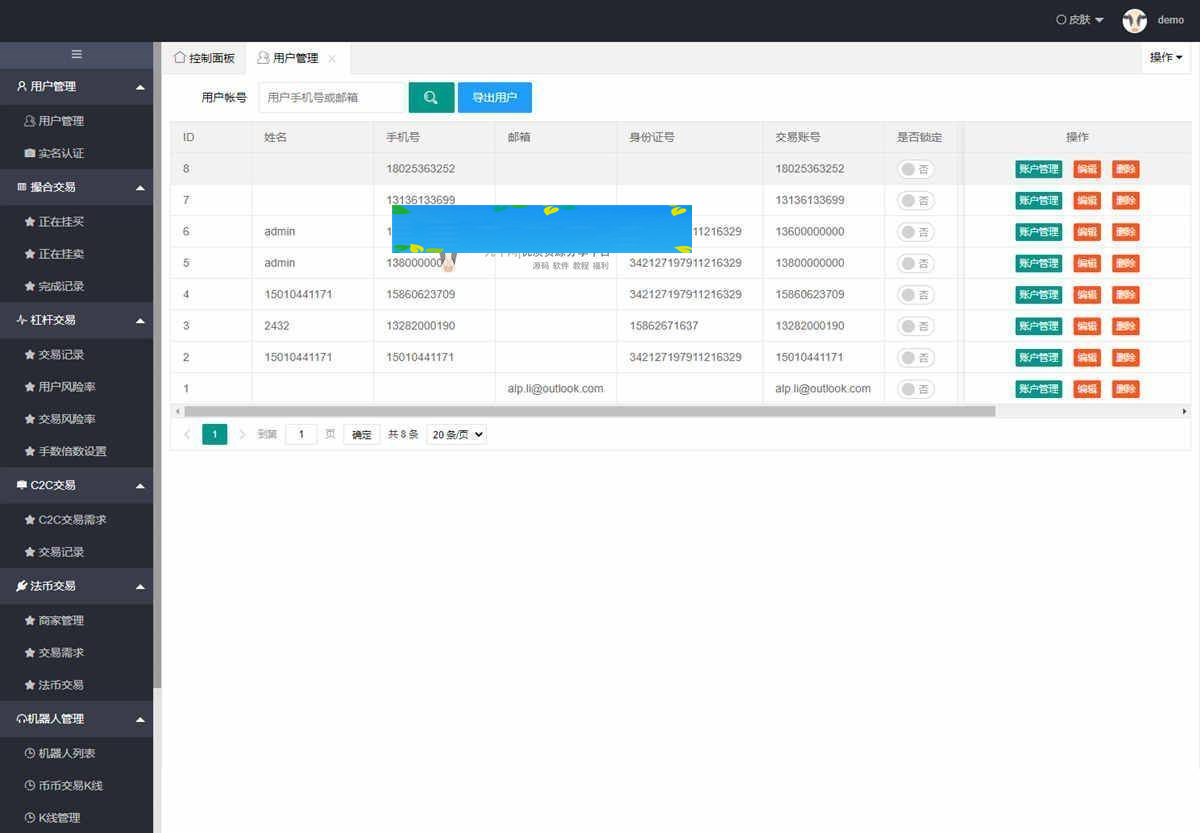 皮肤 demo
控制面板 用户管理 操作
用户管理
用户帐号 用户手机号或邮箱 导出用户
用户管理
实名认证
ID 姓名 手机号 邮箱 身份证号 交易账号 是否锁定 操作
8 18025363252 18025363252 否 账户管理 编辑 删除
撮合交易
7 13136133699 13136133699 否 账户管理 编辑 删除
正在挂买
6 admin 1 11216329 13600000000 否 账户管理 编辑 删除
正在挂卖
源码 软件 教程 福利
5 admin 138000000 342127197911216329 13800000000 否 账户管理 编辑 删除
完成记录
4 15010441171 15860623709 342127197911216329 15860623709 否 账户管理 编辑 删除
杠杆交易
3 2432 13282000190 15862671637 13282000190 否 账户管理 编辑 删除
交易记录
2 15010441171 15010441171 342127197911216329 15010441171 否 账户管理 编辑 删除
用户风险率
1 alp.li@outlook.com alp.li@outlook.com 否 账户管理 编辑 删除
交易风险率
1 到第 1 页 确定 共 8 条 20 条/页
手数倍数设置
C2C交易
C2C交易需求
交易记录
法币交易
商家管理
交易需求
法币交易
机器人管理
机器人列表
币币交易K线
K线管理